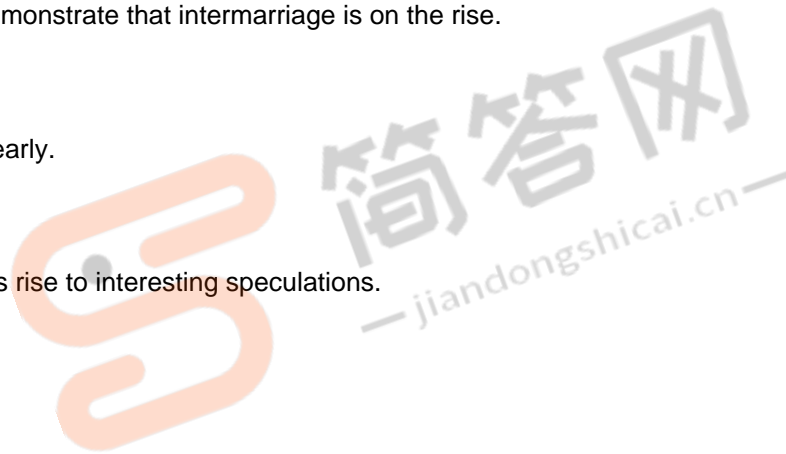 monstrate that intermarriage is on the rise.
early.
s rise to interesting speculations.
简答网
jiandongshicai.cn